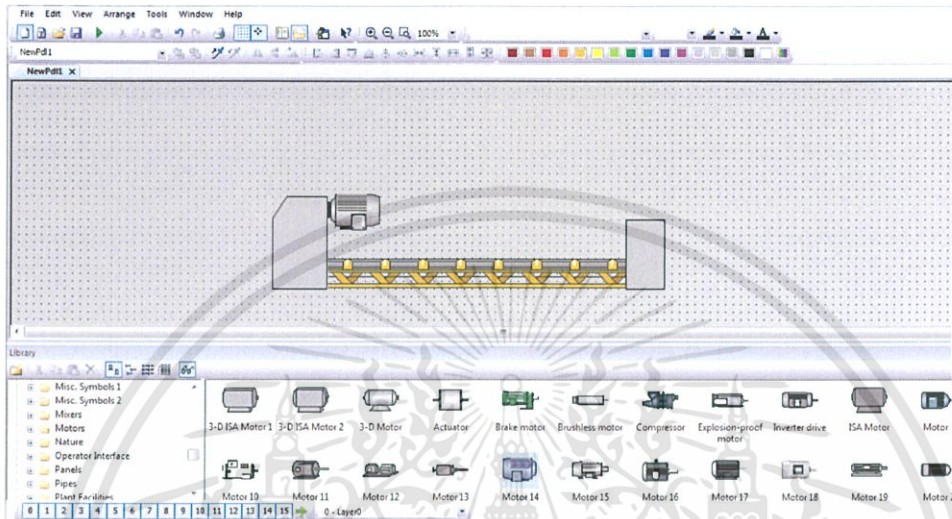 File Edit View Arrange Tools Window Help
100%
NewPdl1
NewPdl1 X
Library
Misc. Symbols 1
Misc. Symbols 2
Mixers
Motors
Nature
Operator Interface
Panels
Pipes
Plant Facilities
3-D ISA Motor 1 3-D ISA Motor 2 3-D Motor Actuator Brake motor Brushless motor Compressor Explosion-proof motor Inverter drive ISA Motor Motor
Motor 10 Motor 11 Motor 12 Motor 13 Motor 14 Motor 15 Motor 16 Motor 17 Motor 18 Motor 19 Motor
0 1 2 3 4 5 6 7 8 9 10 11 12 13 14 15 0 - Layer0